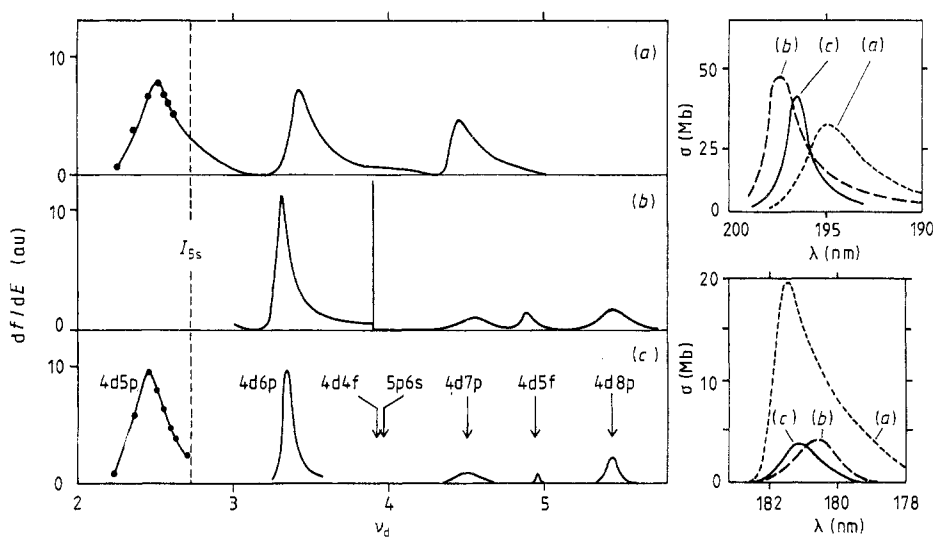 10
(a)
0
10
(b)
I5s
0
10
(c)
4d5p
4d6p
4d4f
5p6s
4d7p
4d5f
4d8p
0
2
3
4
5
νd
df/dE (au)
(b)
(c)
(a)
50
25
0
200
195
190
λ (nm)
σ (Mb)
20
10
0
(c)
(b)
(a)
182
180
178
λ (nm)
σ (Mb)